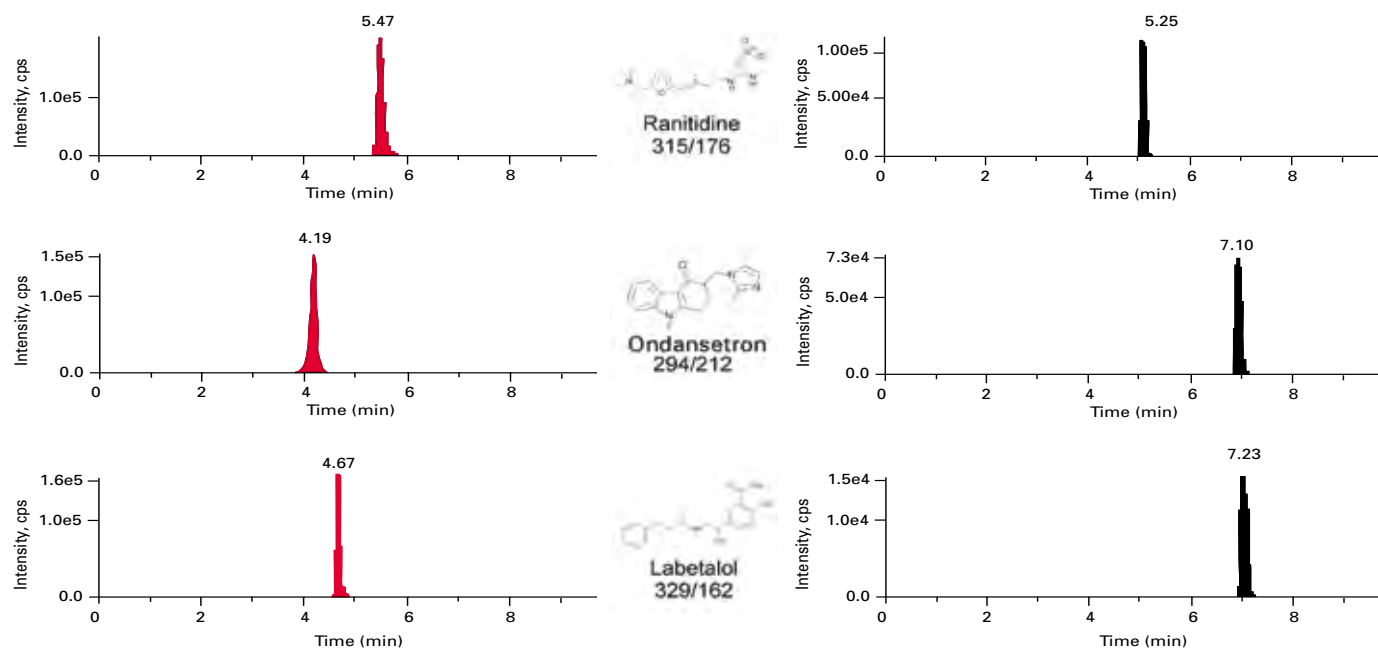 5.47
Intensity, cps
1.0e5
0.0
0 2 4 6 8
Time (min)
Ranitidine
315/176
5.25
Intensity, cps
1.00e5
5.00e4
0.0
0 2 4 6 8
Time (min)
4.19
Intensity, cps
1.5e5
1.0e5
0.0
0 2 4 6 8
Time (min)
Ondansetron
294/212
7.10
Intensity, cps
7.3e4
5.0e4
0.0
0 2 4 6 8
Time (min)
4.67
Intensity, cps
1.6e5
1.0e5
0.0
0 2 4 6 8
Time (min)
Labetalol
329/162
7.23
Intensity, cps
1.5e4
1.0e4
0.0
0 2 4 6 8
Time (min)